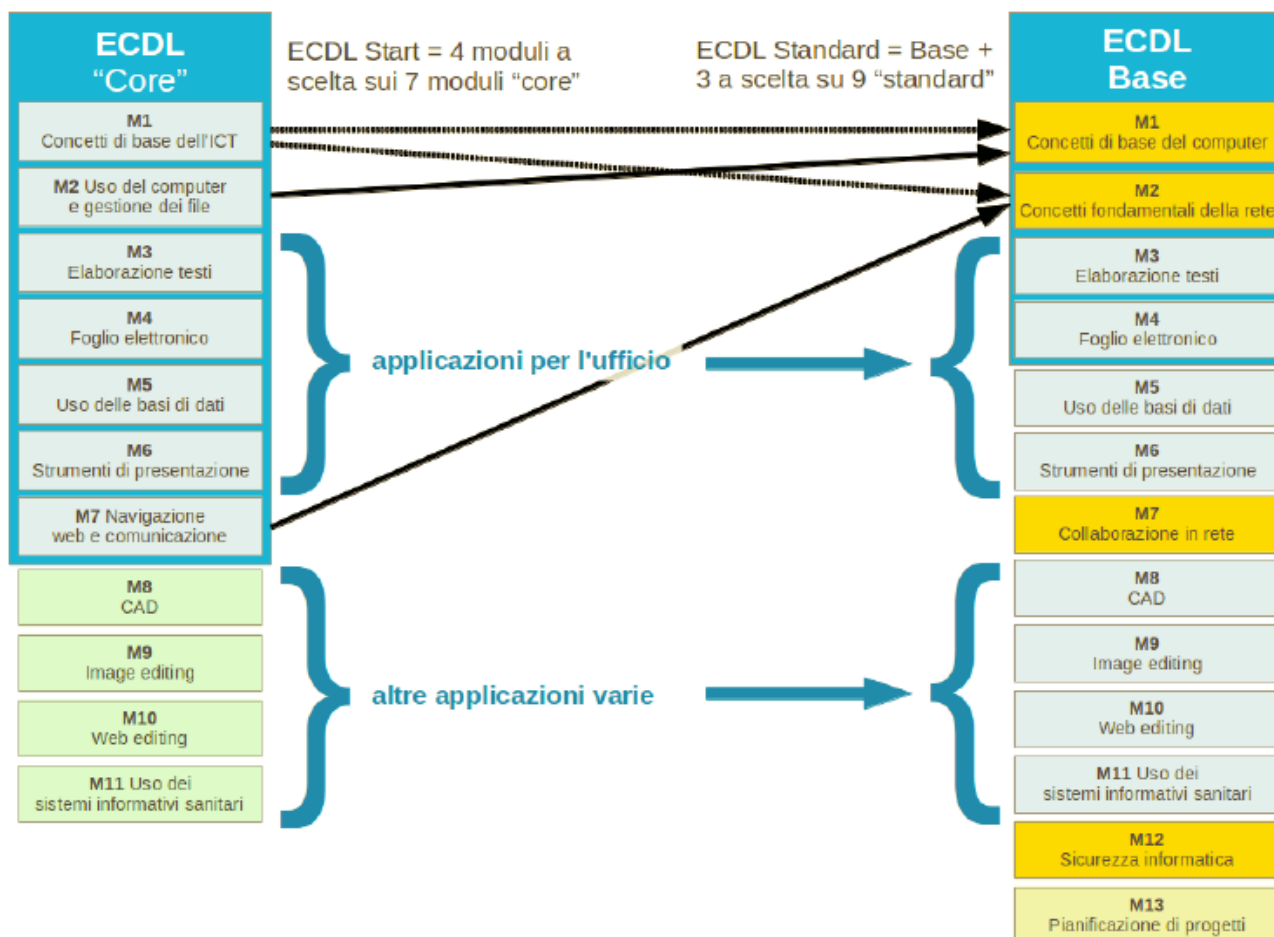 ECDL
“Core”
M1
Concetti di base dell'ICT
M2 Uso del computer
e gestione dei file
M3
Elaborazione testi
M4
Foglio elettronico
M5
Uso delle basi di dati
M6
Strumenti di presentazione
M7 Navigazione
web e comunicazione
M8
CAD
M9
Image editing
M10
Web editing
M11 Uso dei
sistemi informativi sanitari
ECDL Start = 4 moduli a
scelta sui 7 moduli “core”
ECDL Standard = Base +
3 a scelta su 9 “standard”
applicazioni per l'ufficio
altre applicazioni varie
ECDL
Base
M1
Concetti di base del computer
M2
Concetti fondamentali della rete
M3
Elaborazione testi
M4
Foglio elettronico
M5
Uso delle basi di dati
M6
Strumenti di presentazione
M7
Collaborazione in rete
M8
CAD
M9
Image editing
M10
Web editing
M11 Uso dei
sistemi informativi sanitari
M12
Sicurezza informatica
M13
Pianificazione di progetti